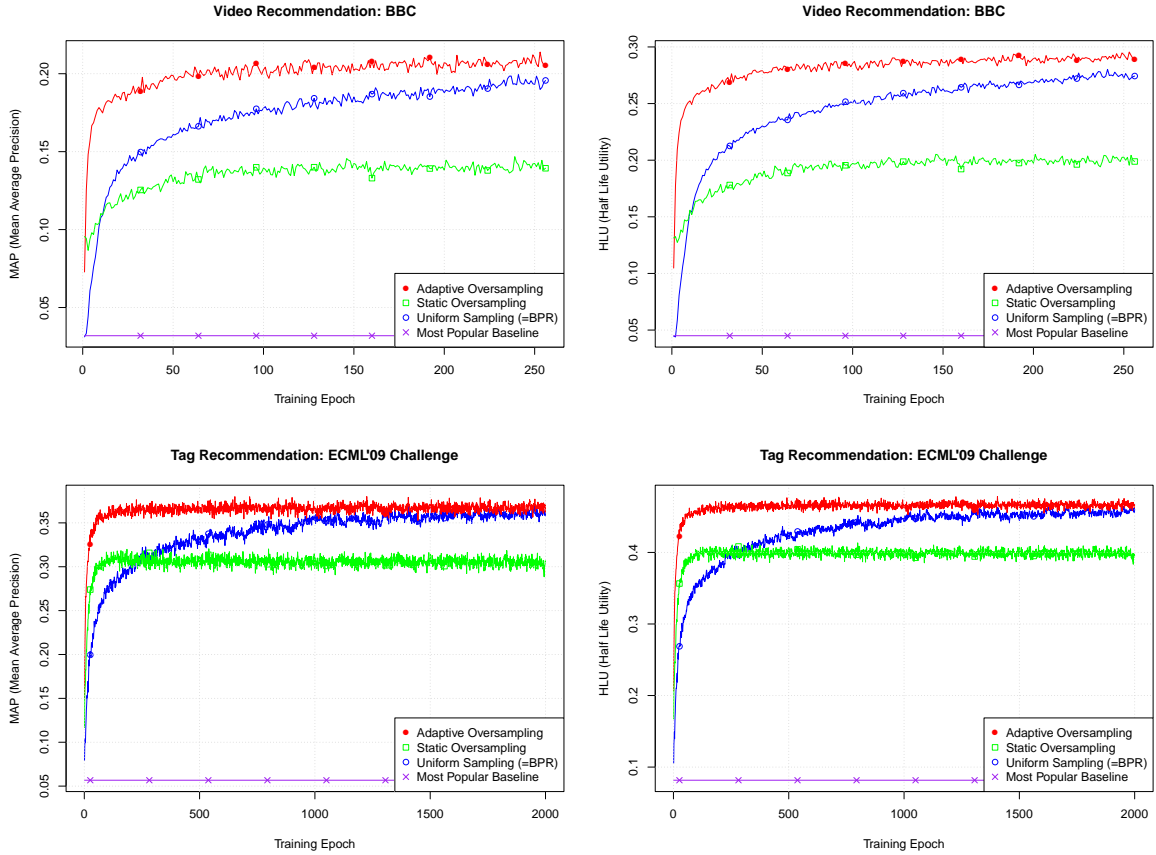 Video Recommendation: BBC
MAP (Mean Average Precision)
0.05 0.10 0.15 0.20
0 50 100 150 200 250
Training Epoch
Adaptive Oversampling
Static Oversampling
Uniform Sampling (=BPR)
Most Popular Baseline
Video Recommendation: BBC
HLU (Half Life Utility)
0.05 0.10 0.15 0.20 0.25 0.30
0 50 100 150 200 250
Training Epoch
Adaptive Oversampling
Static Oversampling
Uniform Sampling (=BPR)
Most Popular Baseline
Tag Recommendation: ECML'09 Challenge
MAP (Mean Average Precision)
0.05 0.10 0.15 0.20 0.25 0.30 0.35
0 500 1000 1500 2000
Training Epoch
Adaptive Oversampling
Static Oversampling
Uniform Sampling (=BPR)
Most Popular Baseline
Tag Recommendation: ECML'09 Challenge
HLU (Half Life Utility)
0.1 0.2 0.3 0.4
0 500 1000 1500 2000
Training Epoch
Adaptive Oversampling
Static Oversampling
Uniform Sampling (=BPR)
Most Popular Baseline